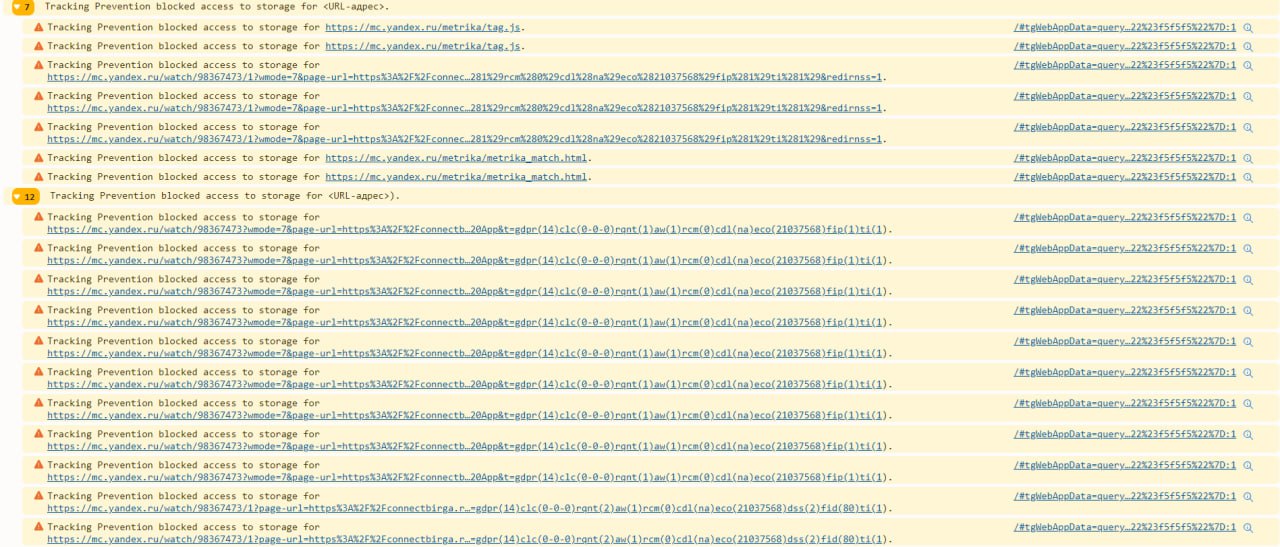 7 Tracking Prevention blocked access to storage for <URL-адрес>.
Tracking Prevention blocked access to storage for https://mc.yandex.ru/metrika/tag.js. /#tgWebAppData=query…22%23f5f5f5%22%7D:1
Tracking Prevention blocked access to storage for https://mc.yandex.ru/metrika/tag.js. /#tgWebAppData=query…22%23f5f5f5%22%7D:1
Tracking Prevention blocked access to storage for /#tgWebAppData=query…22%23f5f5f5%22%7D:1
https://mc.yandex.ru/watch/98367473/1?wmode=7&page-url=https%3A%2F%2Fconnec…281%29rcm%280%29cdl%28na%29eco%2821037568%29fip%281%29ti%281%29&redirnss=1.
Tracking Prevention blocked access to storage for /#tgWebAppData=query…22%23f5f5f5%22%7D:1
https://mc.yandex.ru/watch/98367473/1?wmode=7&page-url=https%3A%2F%2Fconnec…281%29rcm%280%29cdl%28na%29eco%2821037568%29fip%281%29ti%281%29&redirnss=1.
Tracking Prevention blocked access to storage for /#tgWebAppData=query…22%23f5f5f5%22%7D:1
https://mc.yandex.ru/watch/98367473/1?wmode=7&page-url=https%3A%2F%2Fconnec…281%29rcm%280%29cdl%28na%29eco%2821037568%29fip%281%29ti%281%29&redirnss=1.
Tracking Prevention blocked access to storage for https://mc.yandex.ru/metrika/metrika_match.html. /#tgWebAppData=query…22%23f5f5f5%22%7D:1
Tracking Prevention blocked access to storage for https://mc.yandex.ru/metrika/metrika_match.html. /#tgWebAppData=query…22%23f5f5f5%22%7D:1
12 Tracking Prevention blocked access to storage for <URL-адрес>).
Tracking Prevention blocked access to storage for /#tgWebAppData=query…22%23f5f5f5%22%7D:1
https://mc.yandex.ru/watch/98367473?wmode=7&page-url=https%3A%2F%2Fconnectb…20App&t=gdpr(14)clc(0-0-0)rqnt(1)aw(1)rcm(0)cdl(na)eco(21037568)fip(1)ti(1).
Tracking Prevention blocked access to storage for /#tgWebAppData=query…22%23f5f5f5%22%7D:1
https://mc.yandex.ru/watch/98367473?wmode=7&page-url=https%3A%2F%2Fconnectb…20App&t=gdpr(14)clc(0-0-0)rqnt(1)aw(1)rcm(0)cdl(na)eco(21037568)fip(1)ti(1).
Tracking Prevention blocked access to storage for /#tgWebAppData=query…22%23f5f5f5%22%7D:1
https://mc.yandex.ru/watch/98367473?wmode=7&page-url=https%3A%2F%2Fconnectb…20App&t=gdpr(14)clc(0-0-0)rqnt(1)aw(1)rcm(0)cdl(na)eco(21037568)fip(1)ti(1).
Tracking Prevention blocked access to storage for /#tgWebAppData=query…22%23f5f5f5%22%7D:1
https://mc.yandex.ru/watch/98367473?wmode=7&page-url=https%3A%2F%2Fconnectb…20App&t=gdpr(14)clc(0-0-0)rqnt(1)aw(1)rcm(0)cdl(na)eco(21037568)fip(1)ti(1).
Tracking Prevention blocked access to storage for /#tgWebAppData=query…22%23f5f5f5%22%7D:1
https://mc.yandex.ru/watch/98367473?wmode=7&page-url=https%3A%2F%2Fconnectb…20App&t=gdpr(14)clc(0-0-0)rqnt(1)aw(1)rcm(0)cdl(na)eco(21037568)fip(1)ti(1).
Tracking Prevention blocked access to storage for /#tgWebAppData=query…22%23f5f5f5%22%7D:1
https://mc.yandex.ru/watch/98367473?wmode=7&page-url=https%3A%2F%2Fconnectb…20App&t=gdpr(14)clc(0-0-0)rqnt(1)aw(1)rcm(0)cdl(na)eco(21037568)fip(1)ti(1).
Tracking Prevention blocked access to storage for /#tgWebAppData=query…22%23f5f5f5%22%7D:1
https://mc.yandex.ru/watch/98367473?wmode=7&page-url=https%3A%2F%2Fconnectb…20App&t=gdpr(14)clc(0-0-0)rqnt(1)aw(1)rcm(0)cdl(na)eco(21037568)fip(1)ti(1).
Tracking Prevention blocked access to storage for /#tgWebAppData=query…22%23f5f5f5%22%7D:1
https://mc.yandex.ru/watch/98367473?wmode=7&page-url=https%3A%2F%2Fconnectb…20App&t=gdpr(14)clc(0-0-0)rqnt(1)aw(1)rcm(0)cdl(na)eco(21037568)fip(1)ti(1).
Tracking Prevention blocked access to storage for /#tgWebAppData=query…22%23f5f5f5%22%7D:1
https://mc.yandex.ru/watch/98367473?wmode=7&page-url=https%3A%2F%2Fconnectb…20App&t=gdpr(14)clc(0-0-0)rqnt(1)aw(1)rcm(0)cdl(na)eco(21037568)fip(1)ti(1).
Tracking Prevention blocked access to storage for /#tgWebAppData=query…22%23f5f5f5%22%7D:1
https://mc.yandex.ru/watch/98367473/1?page-url=https%3A%2F%2Fconnectbirga.r…=gdpr(14)clc(0-0-0)rqnt(2)aw(1)rcm(0)cdl(na)eco(21037568)dss(2)fid(80)ti(1).
Tracking Prevention blocked access to storage for /#tgWebAppData=query…22%23f5f5f5%22%7D:1
https://mc.yandex.ru/watch/98367473/1?page-url=https%3A%2F%2Fconnectbirga.r…=gdpr(14)clc(0-0-0)rqnt(2)aw(1)rcm(0)cdl(na)eco(21037568)dss(2)fid(80)ti(1).